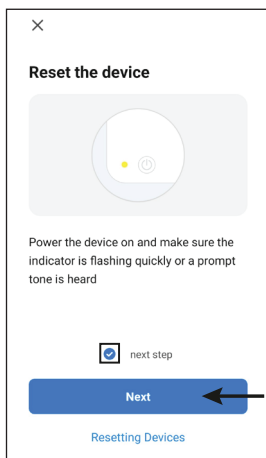 Reset the device
Power the device on and make sure the
indicator is flashing quickly or a prompt
tone is heard
next step
Next
Resetting Devices